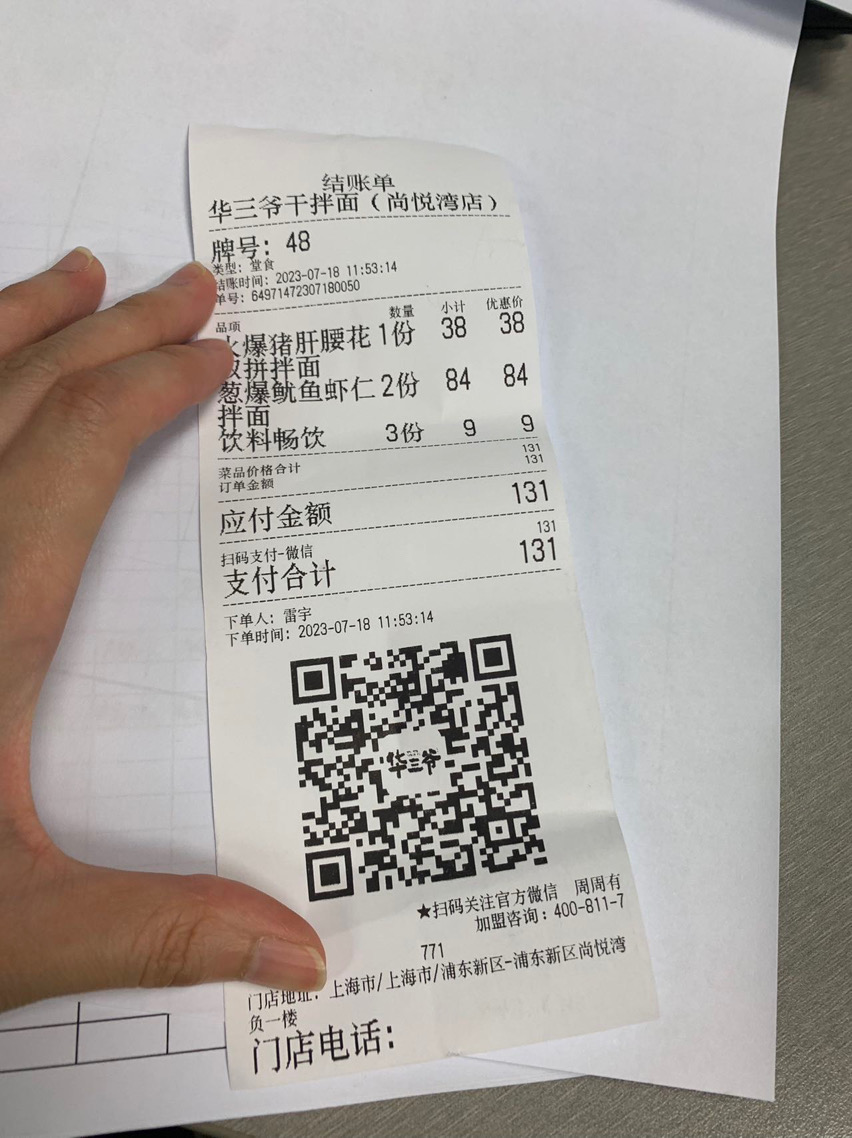 结账单
华三爷干拌面（尚悦湾店）
牌号：48
类型：堂食
结账时间：2023-07-18 11:53:14
单号：64971472307180050
品项 数量 小计 优惠价
火爆猪肝腰花 1份 38 38
双拼拌面
葱爆鱿鱼虾仁 2份 84 84
拌面
饮料畅饮 3份 9 9
菜品价格合计 131
订单金额 131
应付金额 131
扫码支付-微信 131
支付合计 131
下单人：雷宇
下单时间：2023-07-18 11:53:14
华三爷
★扫码关注官方微信 周周有
加盟咨询：400-811-7
771
门店地址：上海市/上海市/浦东新区-浦东新区尚悦湾
负一楼
门店电话：